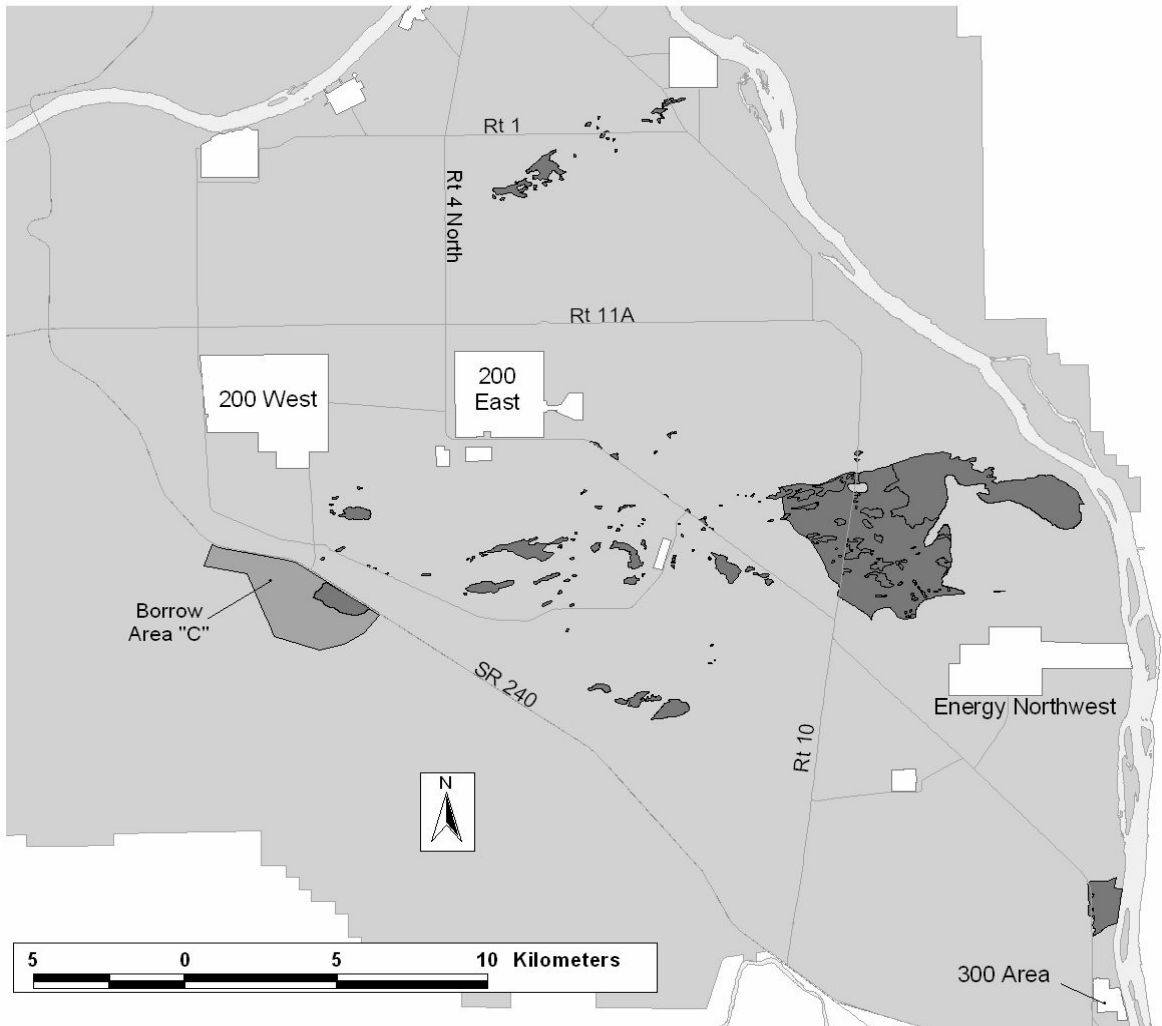 Rt 1
Rt 4 North
Rt 11A
200 West
200
East
Borrow
Area "C"
SR 240
Energy Northwest
Rt 10
N
5 0 5 10 Kilometers
300 Area